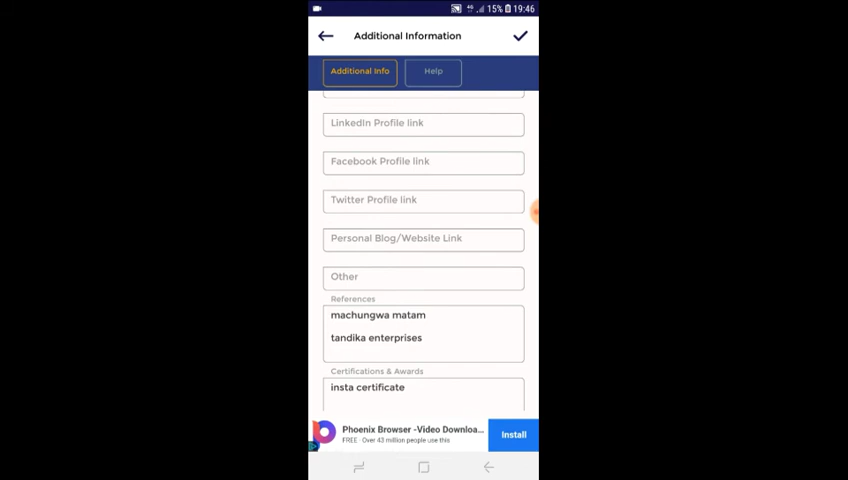 15% 19:46
Additional Information
Additional Info
Help
LinkedIn Profile link
Facebook Profile link
Twitter Profile link
Personal Blog/Website Link
Other
References
machungwa matam
tandika enterprises
Certifications & Awards
insta certificate
Phoenix Browser -Video Downloa...
FREE · Over 43 million people use this
Install